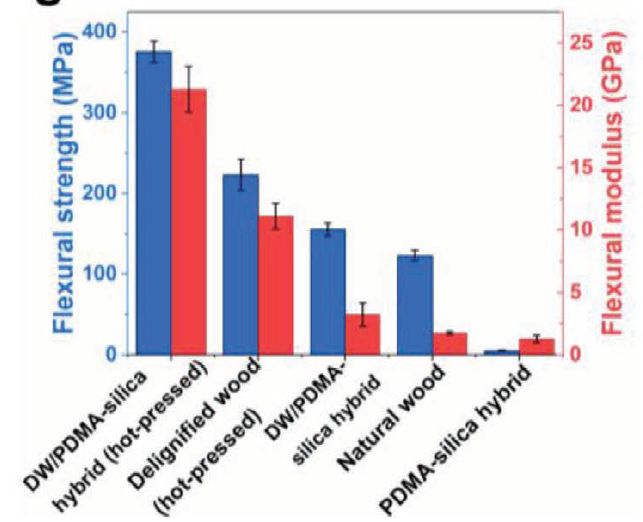 Flexural strength (MPa)
400
300
200
100
0
Flexural modulus (GPa)
25
20
15
10
5
0
DW/PDMA-silica
hybrid (hot-pressed)
Delignified wood
(hot-pressed)
DW/PDMA-
silica hybrid
Natural wood
PDMA-silica hybrid